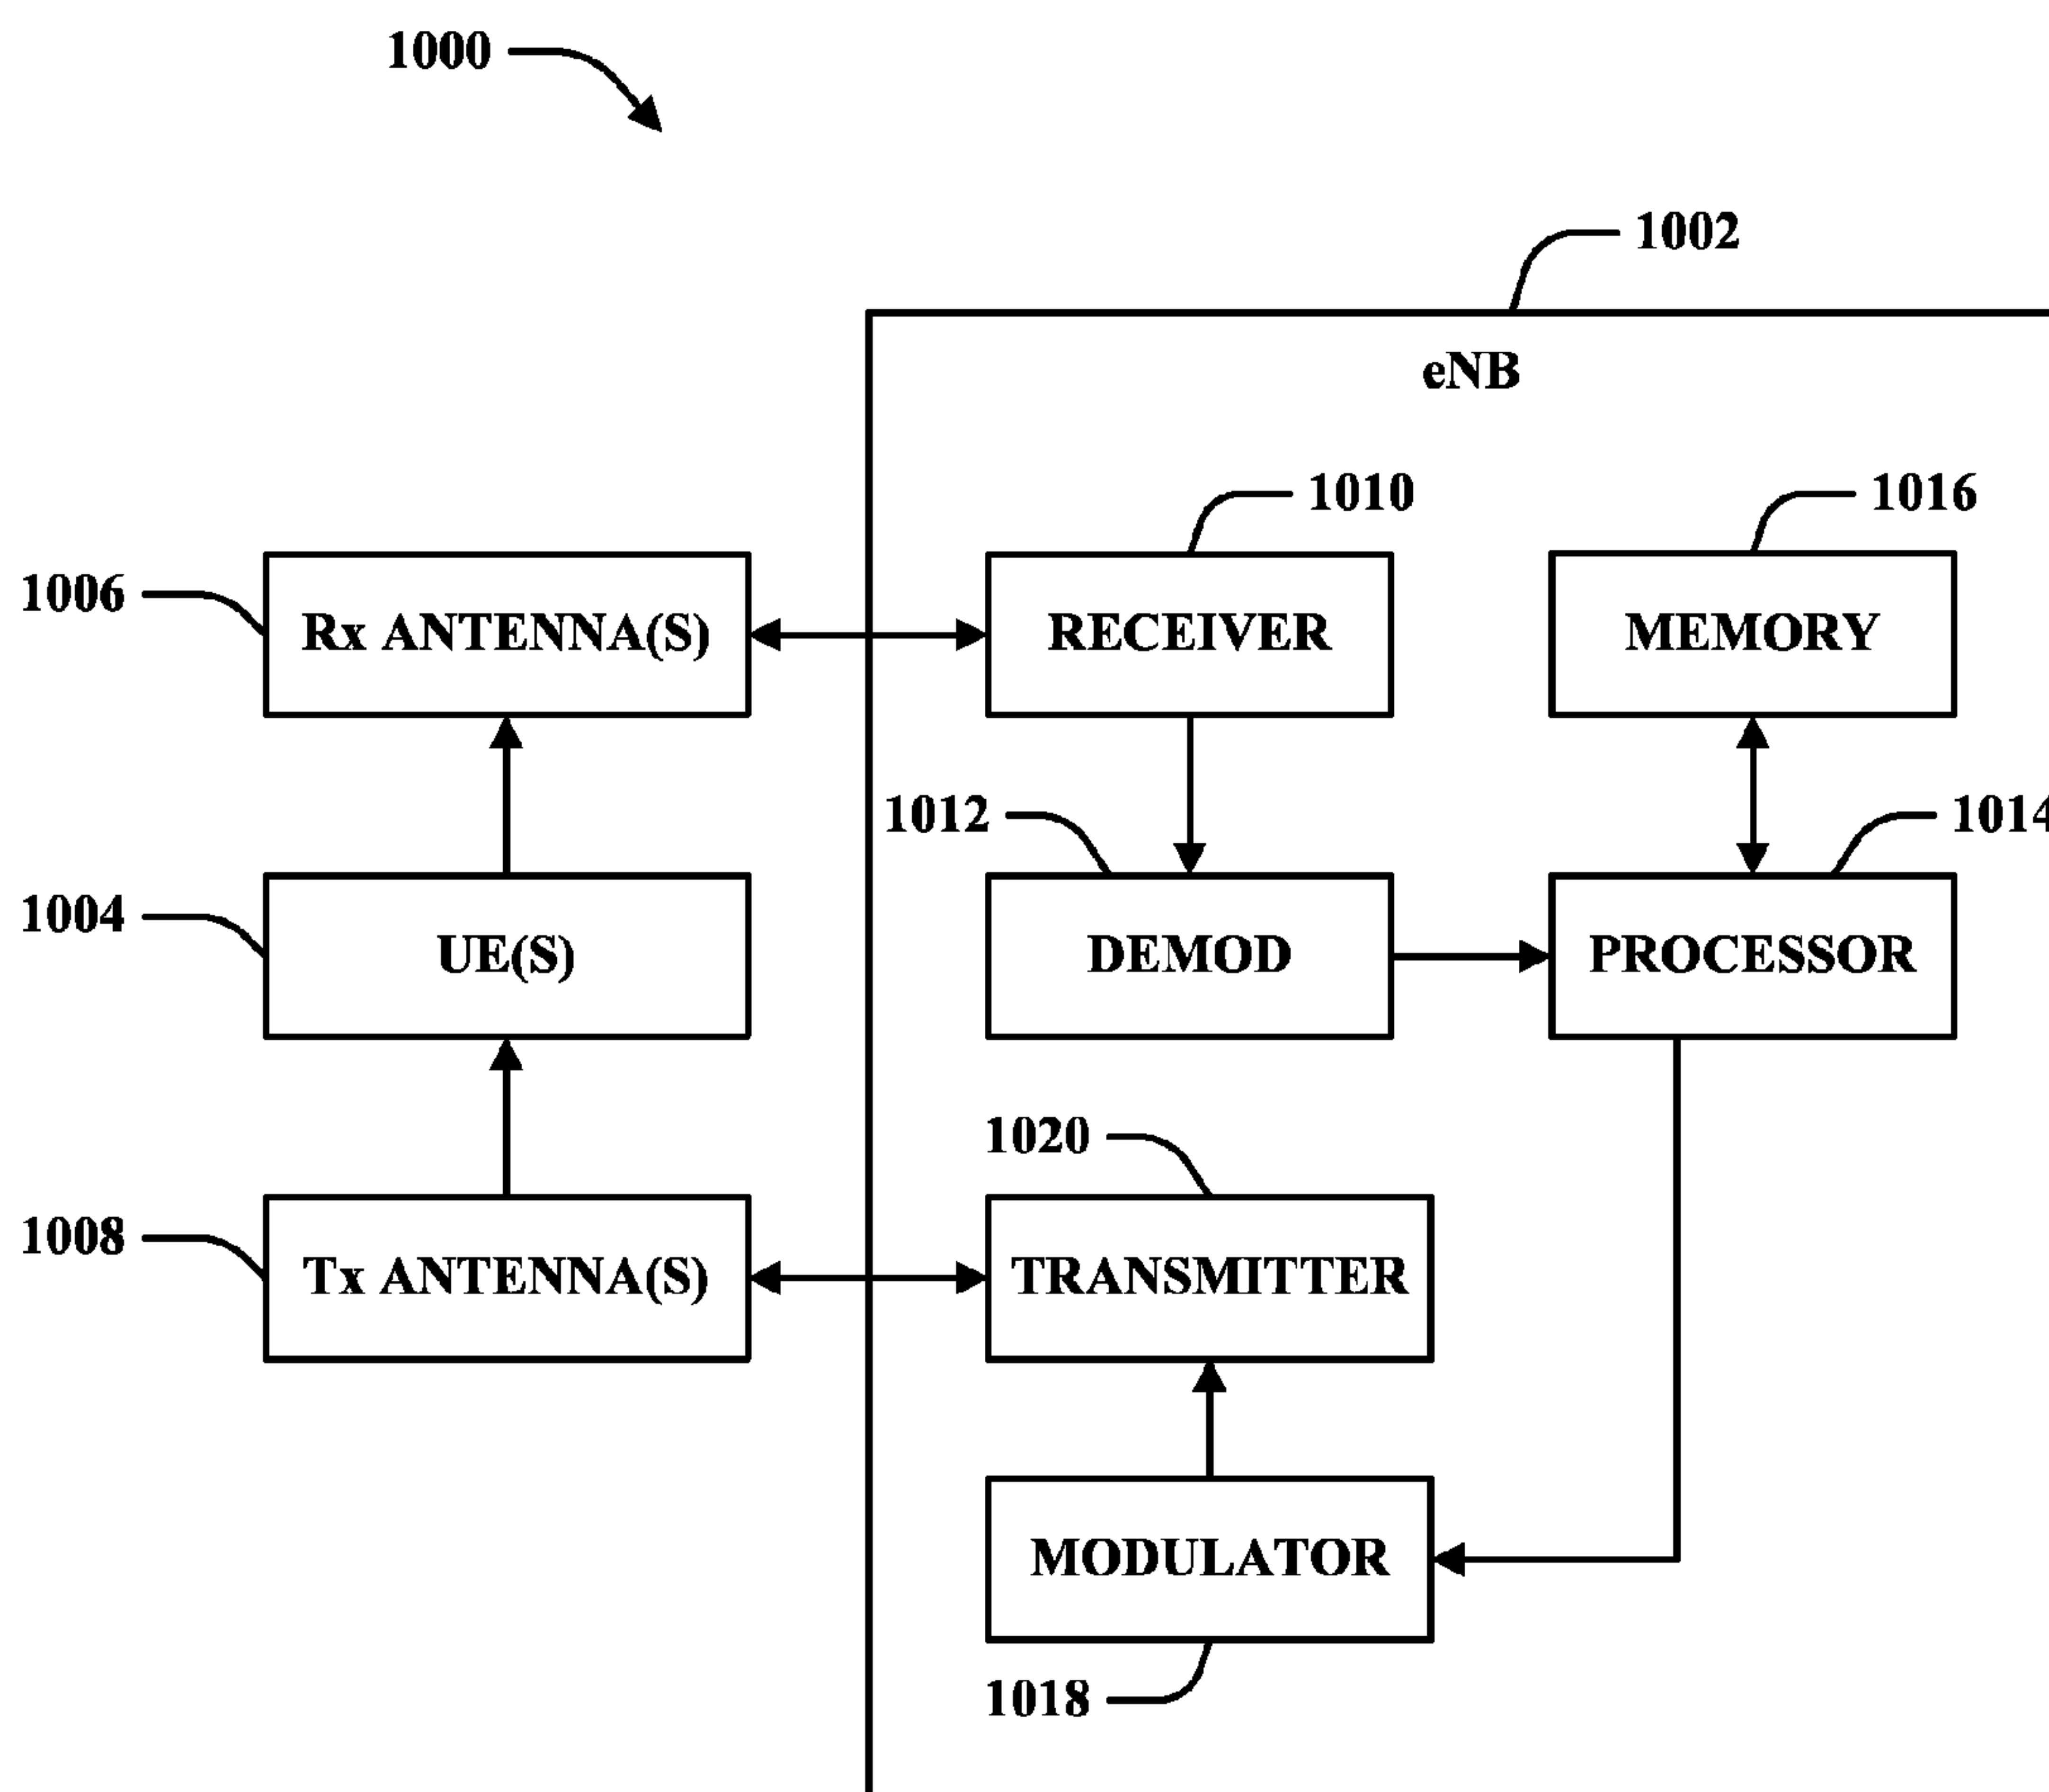 1000
1002
eNB
1010
1016
1006
Rx ANTENNA(S)
RECEIVER
MEMORY
1012
1014
1004
UE(S)
DEMOD
PROCESSOR
1020
1008
Tx ANTENNA(S)
TRANSMITTER
MODULATOR
1018